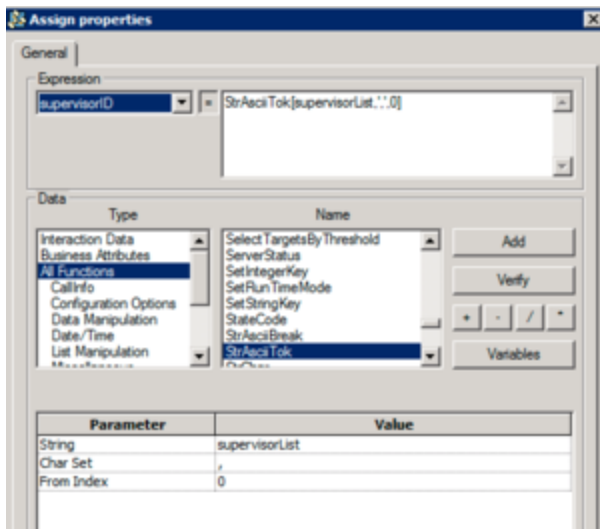 Assign properties
General
Expression
supervisorID = StrAsciiTok[supervisorList,',',0]
Data
Type Name
Interaction Data
Business Attributes
All Functions
CallInfo
Configuration Options
Data Manipulation
Date/Time
List Manipulation
SelectTargetsByThreshold
ServerStatus
SetIntegerKey
SetRunTimeMode
SetStringKey
StateCode
StrAsciiBreak
StrAsciiTok
Add
Verify
+ - / *
Variables
Parameter Value
String supervisorList
Char Set ,
From Index 0